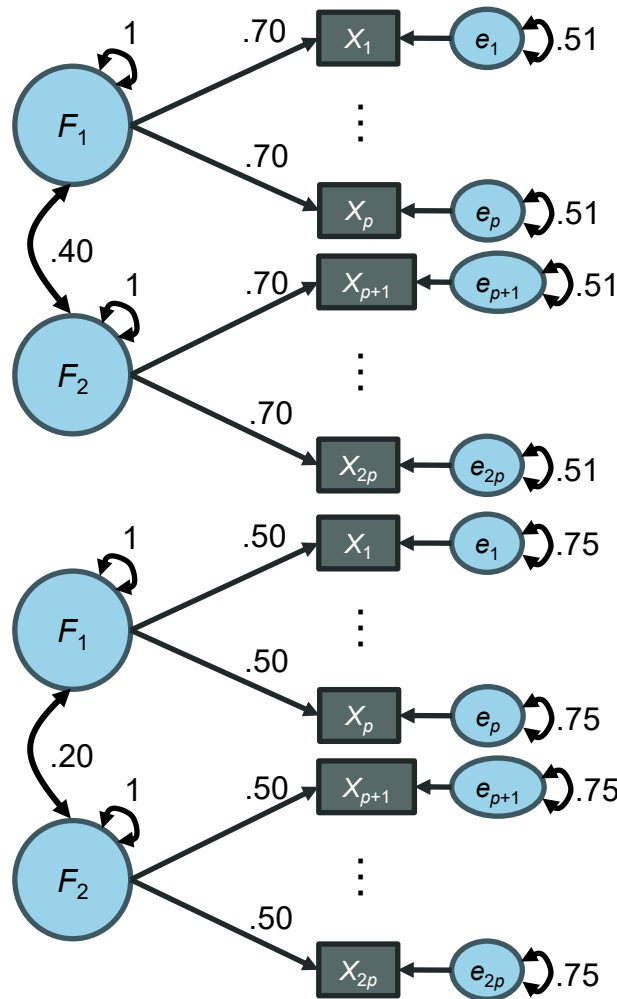 1 .70 X₁ e₁ .51
F₁ ⋮
.70 Xₚ eₚ .51
.40
1 .70 Xₚ₊₁ eₚ₊₁ .51
F₂ ⋮
.70 X₂ₚ e₂ₚ .51
1 .50 X₁ e₁ .75
F₁ ⋮
.50 Xₚ eₚ .75
.20
1 .50 Xₚ₊₁ eₚ₊₁ .75
F₂ ⋮
.50 X₂ₚ e₂ₚ .75